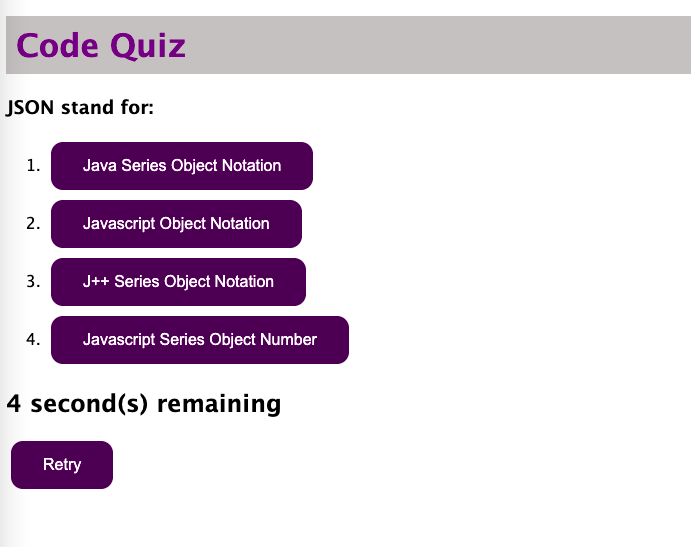 Code Quiz
JSON stand for:
1. Java Series Object Notation
2. Javascript Object Notation
3. J++ Series Object Notation
4. Javascript Series Object Number
4 second(s) remaining
Retry